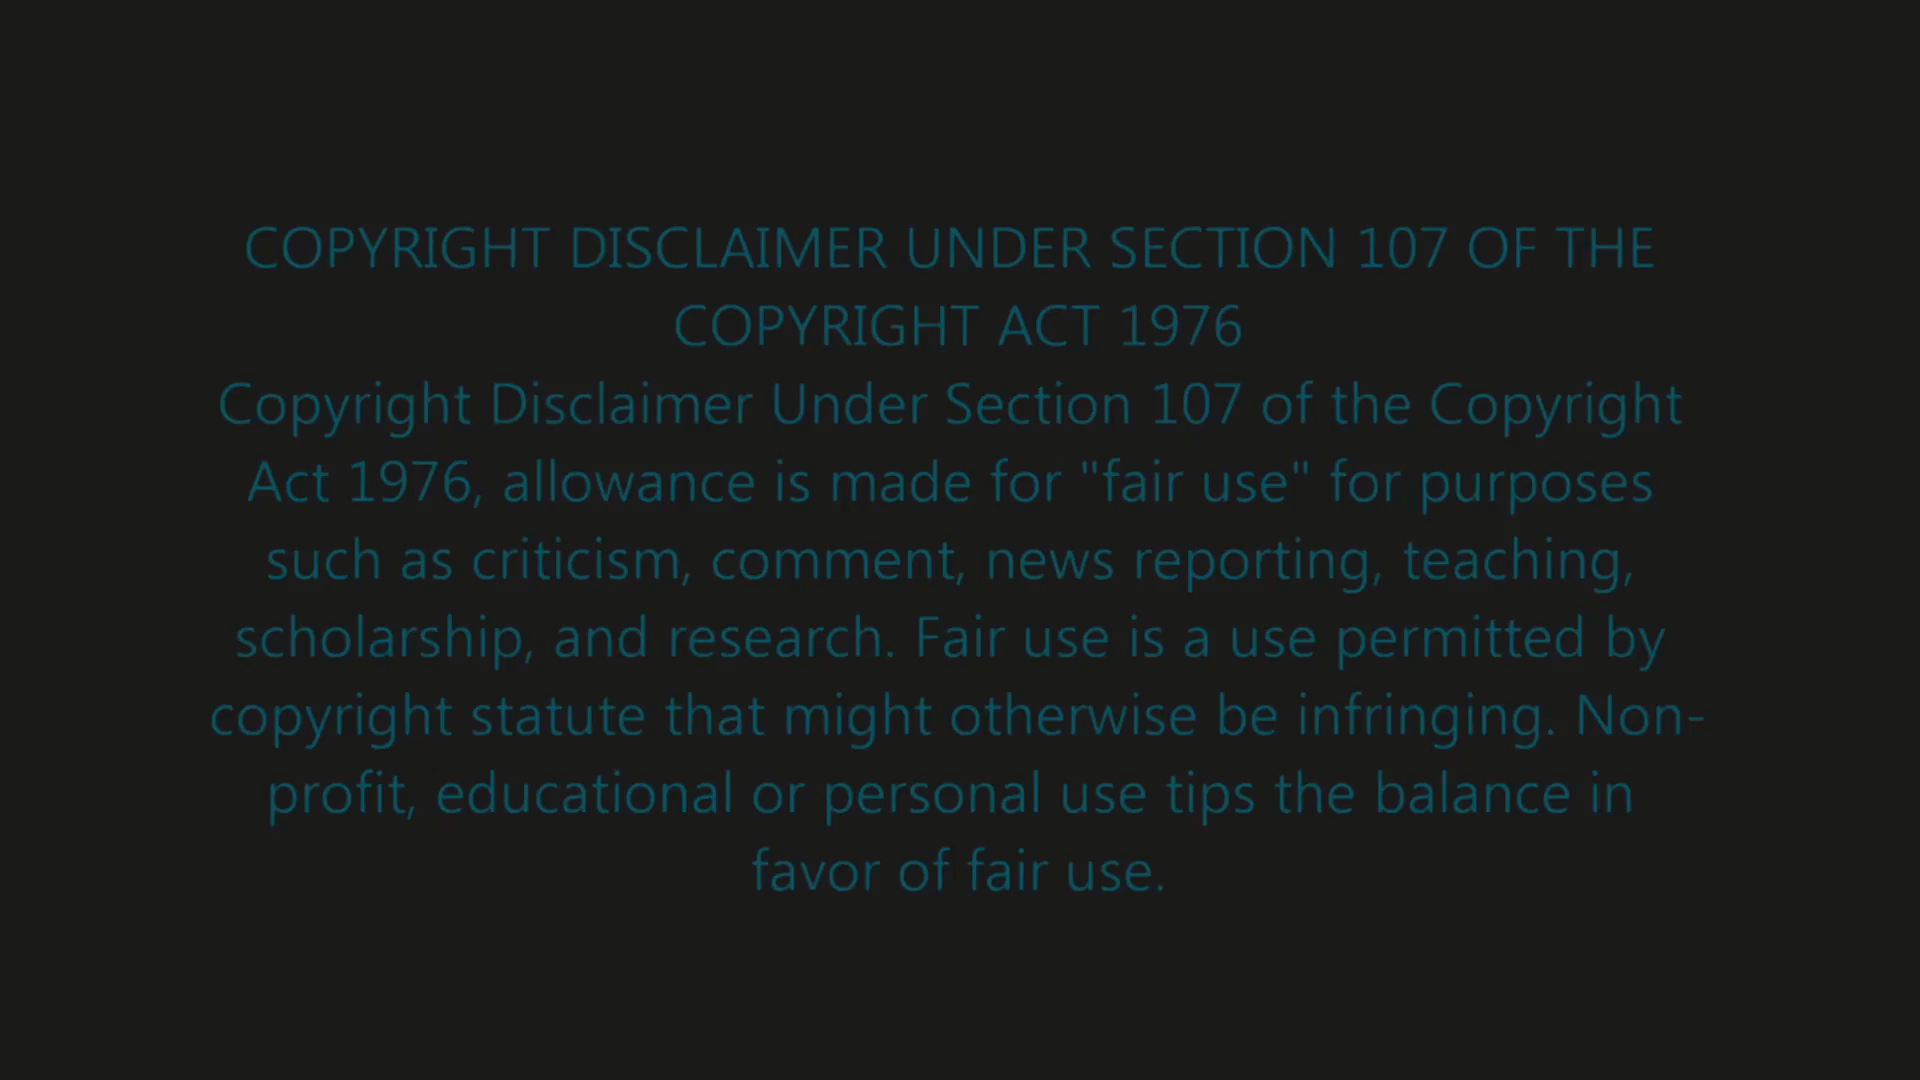 COPYRIGHT DISCLAIMER UNDER SECTION 107 OF THE
COPYRIGHT ACT 1976
Copyright Disclaimer Under Section 107 of the Copyright
Act 1976, allowance is made for "fair use" for purposes
such as criticism, comment, news reporting, teaching,
scholarship, and research. Fair use is a use permitted by
copyright statute that might otherwise be infringing. Non-
profit, educational or personal use tips the balance in
favor of fair use.